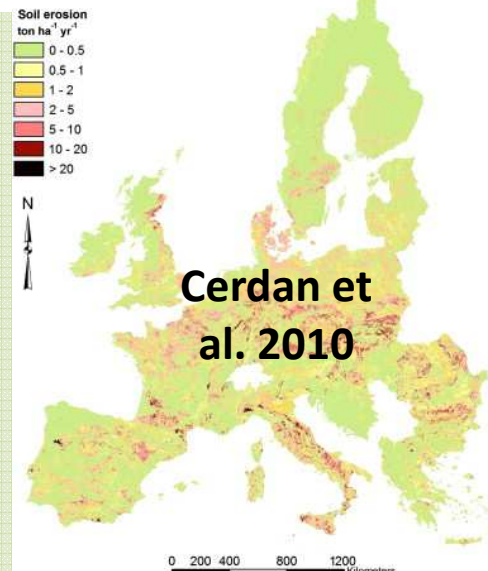 Soil erosion
ton ha⁻¹ yr⁻¹
0 - 0.5
0.5 - 1
1 - 2
2 - 5
5 - 10
10 - 20
> 20
N
Cerdan et
al. 2010
0 200 400 800 1200
Kilometers